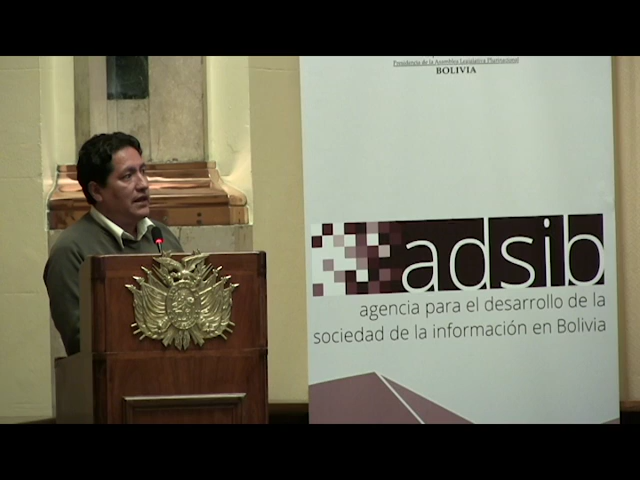 Presidencia de la Asamblea Legislativa Plurinacional
BOLIVIA
adsib
agencia para el desarrollo de la
sociedad de la información en Bolivia